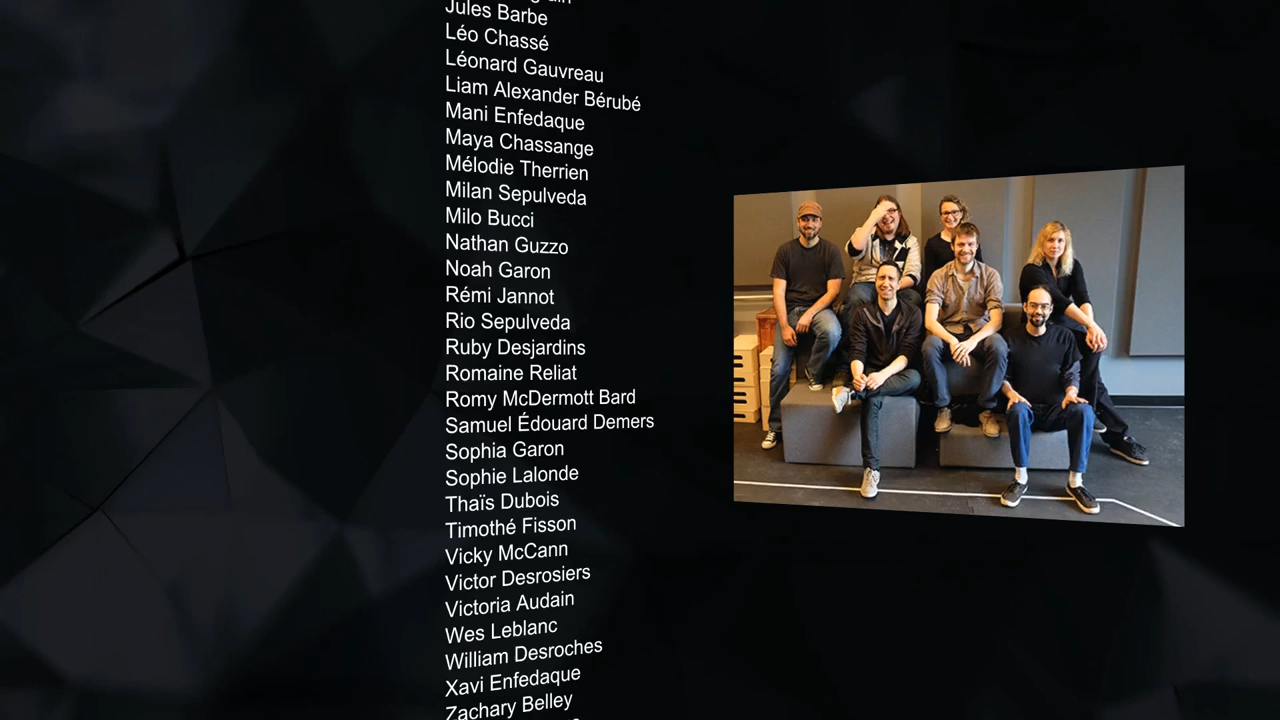 Jules Barbe
Léo Chassé
Léonard Gauvreau
Liam Alexander Bérubé
Mani Enfedaque
Maya Chassange
Mélodie Therrien
Milan Sepulveda
Milo Bucci
Nathan Guzzo
Noah Garon
Rémi Jannot
Rio Sepulveda
Ruby Desjardins
Romaine Reliat
Romy McDermott Bard
Samuel Édouard Demers
Sophia Garon
Sophie Lalonde
Thaïs Dubois
Timothé Fisson
Vicky McCann
Victor Desrosiers
Victoria Audain
Wes Leblanc
William Desroches
Xavi Enfedaque
Zachary Belley